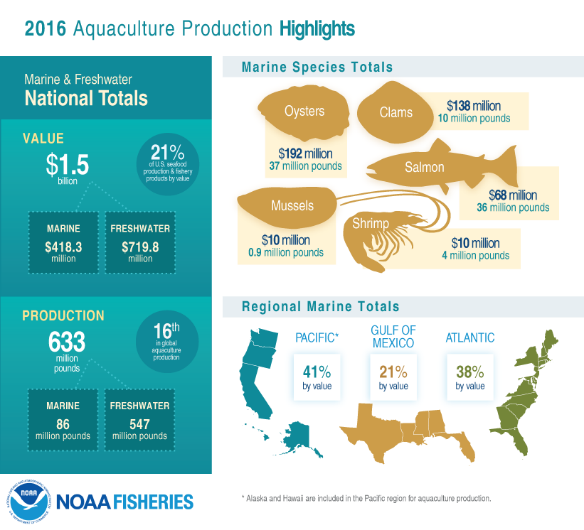 2016 Aquaculture Production Highlights
Marine & Freshwater
National Totals
VALUE
$1.5
billion
21%
of U.S. seafood
production & fishery
products by value
MARINE
$418.3
million
FRESHWATER
$719.8
million
PRODUCTION
633
million
pounds
16th
in global
aquaculture
production
MARINE
86
million pounds
FRESHWATER
547
million pounds
Marine Species Totals
Oysters
$192 million
37 million pounds
Clams
$138 million
10 million pounds
Salmon
$68 million
36 million pounds
Mussels
$10 million
0.9 million pounds
Shrimp
$10 million
4 million pounds
Regional Marine Totals
PACIFIC*
41%
by value
GULF OF
MEXICO
21%
by value
ATLANTIC
38%
by value
NOAA
NOAA FISHERIES
* Alaska and Hawaii are included in the Pacific region for aquaculture production.